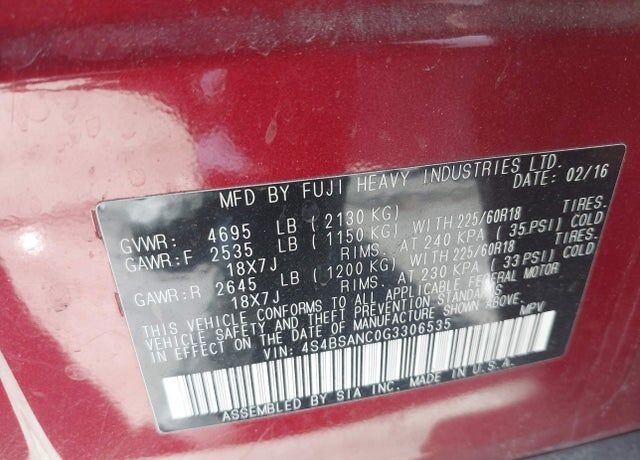 MFD BY FUJI HEAVY INDUSTRIES LTD.
DATE: 02/16
GVWR: 4695 LB (2130 KG)
GAWR:F 2535 LB (1150 KG) WITH 225/60R18 TIRES.
18X7J RIMS. AT 240 KPA (35 PSI) COLD
GAWR:R 2645 LB (1200 KG) WITH 225/60R18 TIRES.
18X7J RIMS. AT 230 KPA (33 PSI) COLD
THIS VEHICLE CONFORMS TO ALL APPLICABLE FEDERAL MOTOR
VEHICLE SAFETY AND THEFT PREVENTION STANDARDS
IN EFFECT ON THE DATE OF MANUFACTURE SHOWN ABOVE.
VIN: 4S4BSANC0G3306535 MPV
ASSEMBLED BY SIA INC. MADE IN U.S.A.